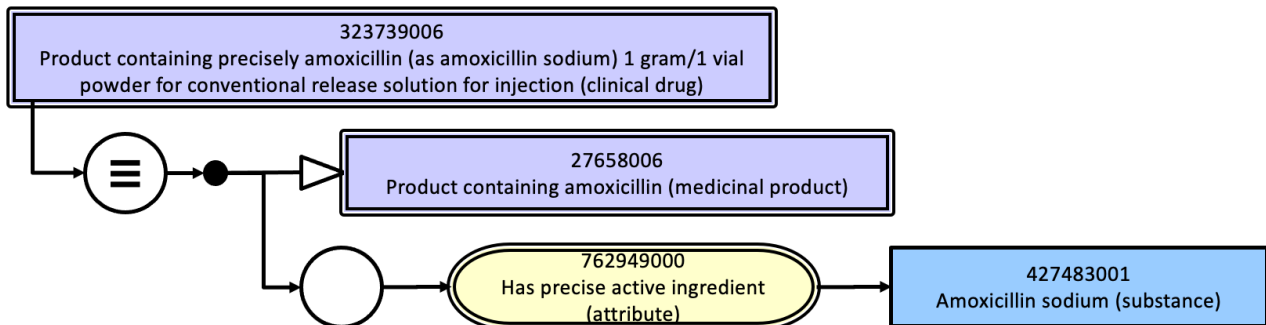 323739006
Product containing precisely amoxicillin (as amoxicillin sodium) 1 gram/1 vial
powder for conventional release solution for injection (clinical drug)
27658006
Product containing amoxicillin (medicinal product)
762949000
Has precise active ingredient
(attribute)
427483001
Amoxicillin sodium (substance)